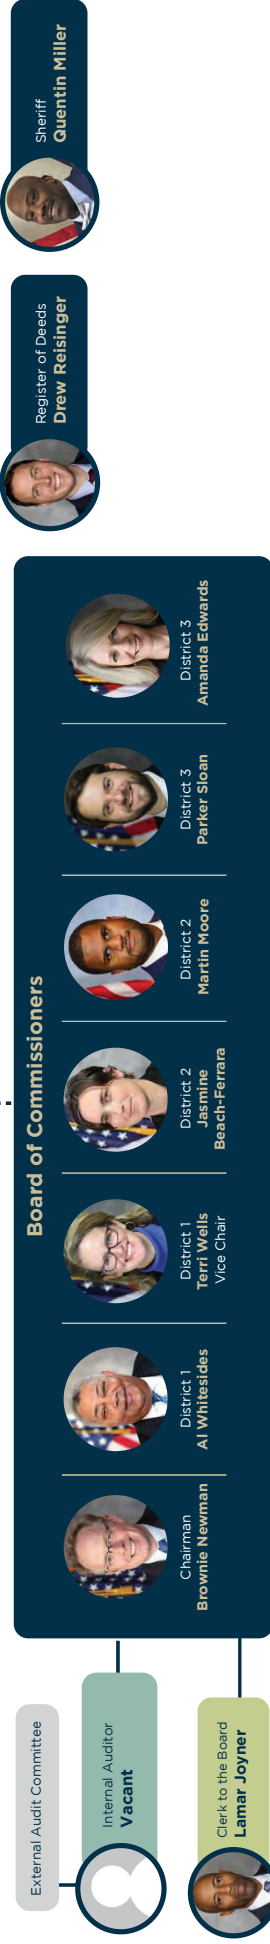 External Audit Committee
Internal Auditor
Vacant
Clerk to the Board
Lamar Joyner
Board of Commissioners
Chairman
Brownie Newman
District 1
Al Whitesides
District 1
Terri Wells
Vice Chair
District 2
Jasmine
Beach-Ferrara
District 2
Martin Moore
District 3
Parker Sloan
District 3
Amanda Edwards
Register of Deeds
Drew Reisinger
Sheriff
Quentin Miller